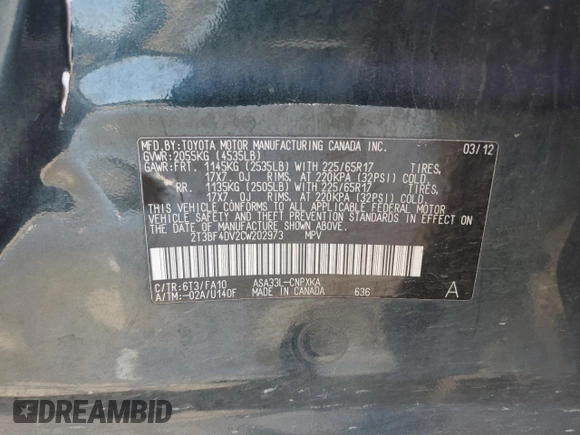 MFD.BY:TOYOTA MOTOR MANUFACTURING CANADA INC. 03/12
GVWR: 2055KG (4535LB)
GAWR:FRT. 1145KG (2535LB) WITH 225/65R17 TIRES,
17X7.0J RIMS, AT 220KPA (32PSI) COLD
RR. 1135KG (2505LB) WITH 225/65R17 TIRES,
17X7.0J RIMS, AT 220KPA (32PSI) COLD
THIS VEHICLE CONFORMS TO ALL APPLICABLE FEDERAL MOTOR
VEHICLE SAFETY AND THEFT PREVENTION STANDARDS IN EFFECT ON
THE DATE OF MANUFACTURE SHOWN ABOVE.
2T3BF4DV2CW202973 MPV
C/TR:6T3/FA10 ASA33L-CNPXKA
A/TM:-02A/U140F MADE IN CANADA 636 A
DREAMBID